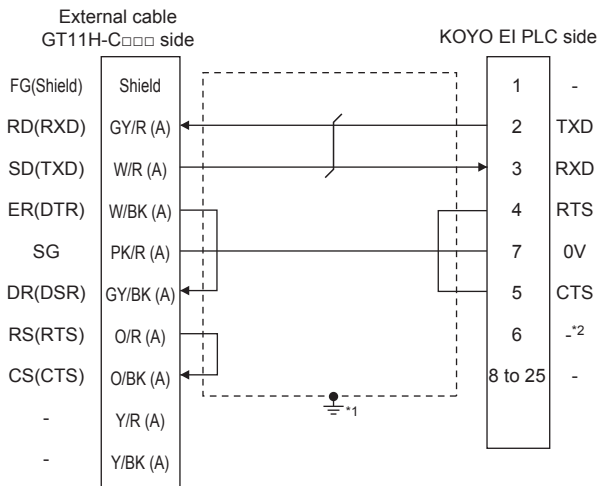 External cable
GT11H-C□□□ side
KOYO EI PLC side
FG(Shield) Shield 1 -
RD(RXD) GY/R (A) 2 TXD
SD(TXD) W/R (A) 3 RXD
ER(DTR) W/BK (A) 4 RTS
SG PK/R (A) 7 0V
DR(DSR) GY/BK (A) 5 CTS
RS(RTS) O/R (A) 6 -*2
CS(CTS) O/BK (A) 8 to 25 -
*1
- Y/R (A)
- Y/BK (A)